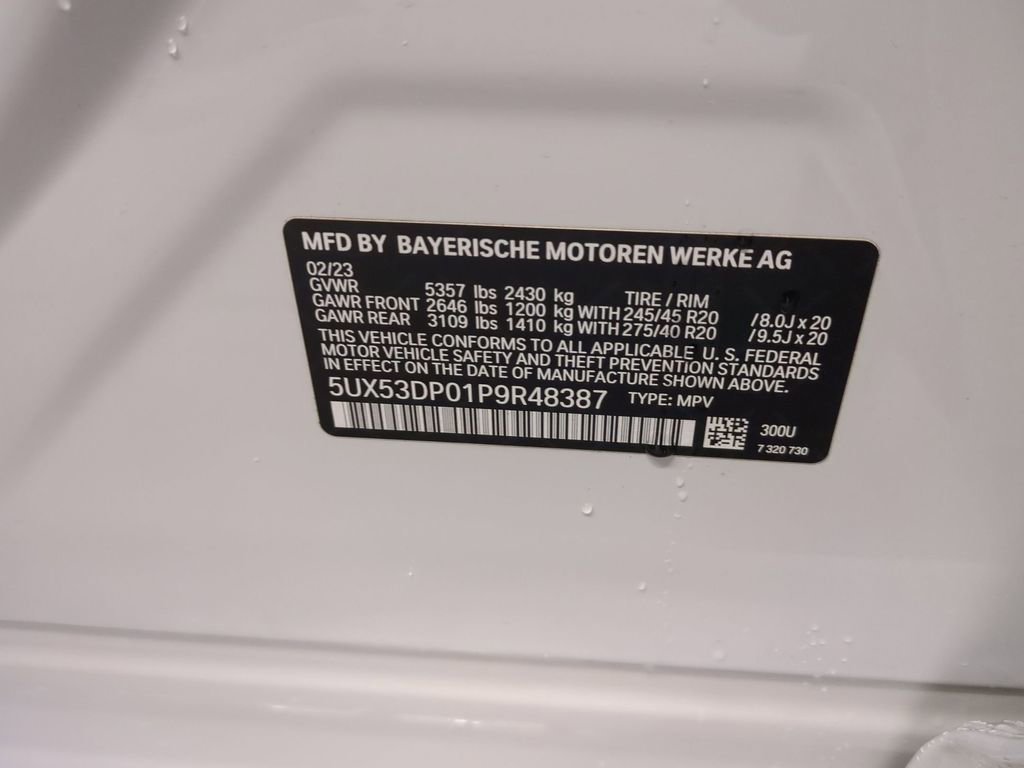 MFD BY BAYERISCHE MOTOREN WERKE AG
02/23
GVWR 5357 lbs 2430 kg TIRE / RIM
GAWR FRONT 2646 lbs 1200 kg WITH 245/45 R20 /8.0J x 20
GAWR REAR 3109 lbs 1410 kg WITH 275/40 R20 /9.5J x 20
THIS VEHICLE CONFORMS TO ALL APPLICABLE U. S. FEDERAL
MOTOR VEHICLE SAFETY AND THEFT PREVENTION STANDARDS
IN EFFECT ON THE DATE OF MANUFACTURE SHOWN ABOVE.
5UX53DP01P9R48387 TYPE: MPV
300U
7 320 730